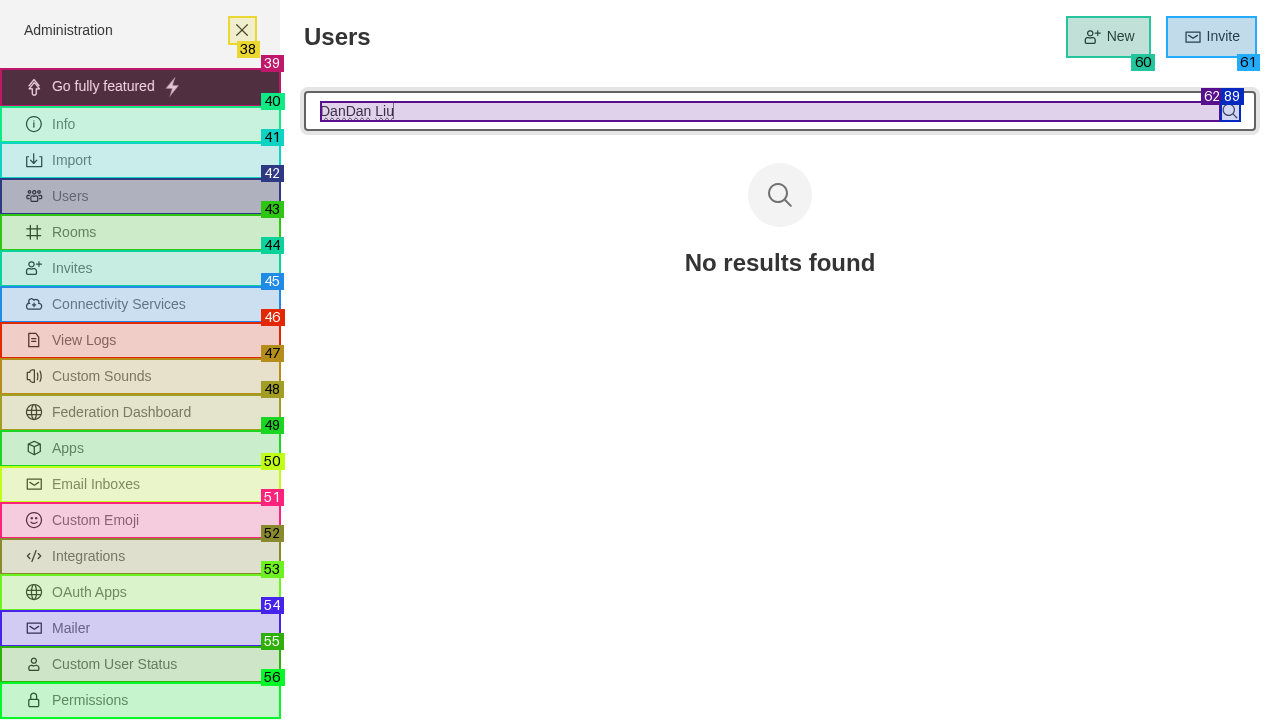 Administration
38
39
Go fully featured
40
Info
41
Import
42
Users
43
Rooms
44
Invites
45
Connectivity Services
46
View Logs
47
Custom Sounds
48
Federation Dashboard
49
Apps
50
Email Inboxes
51
Custom Emoji
52
Integrations
53
OAuth Apps
54
Mailer
55
Custom User Status
56
Permissions
Users
New
60
Invite
61
62 89
DanDan Liu
No results found